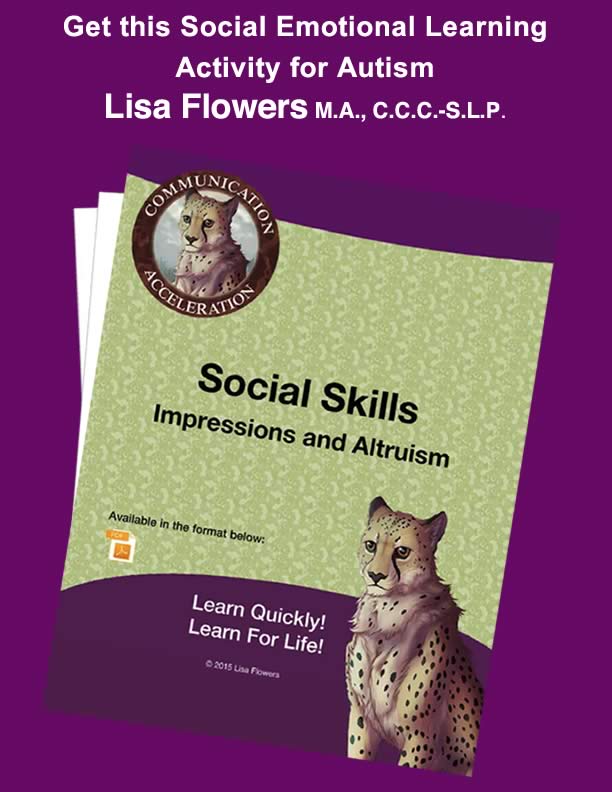 Get this Social Emotional Learning
Activity for Autism
Lisa Flowers M.A., C.C.C.-S.L.P.
COMMUNICATION
ACCELERATION
Social Skills
Impressions and Altruism
Available in the format below:
PDF
Learn Quickly!
Learn For Life!
© 2015 Lisa Flowers